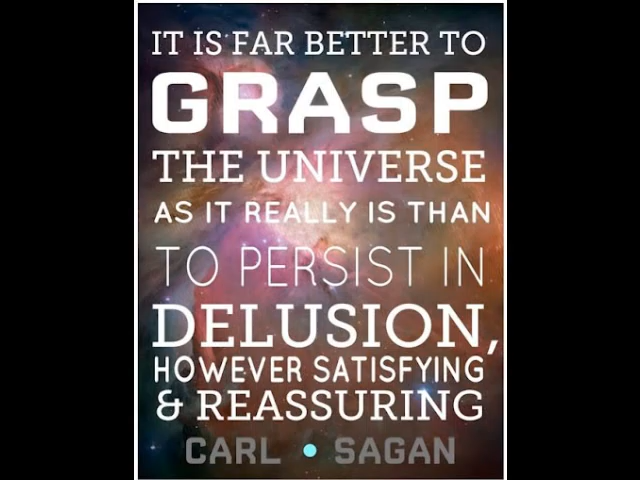 IT IS FAR BETTER TO
GRASP
THE UNIVERSE
AS IT REALLY IS THAN
TO PERSIST IN
DELUSION,
HOWEVER SATISFYING
& REASSURING
CARL • SAGAN